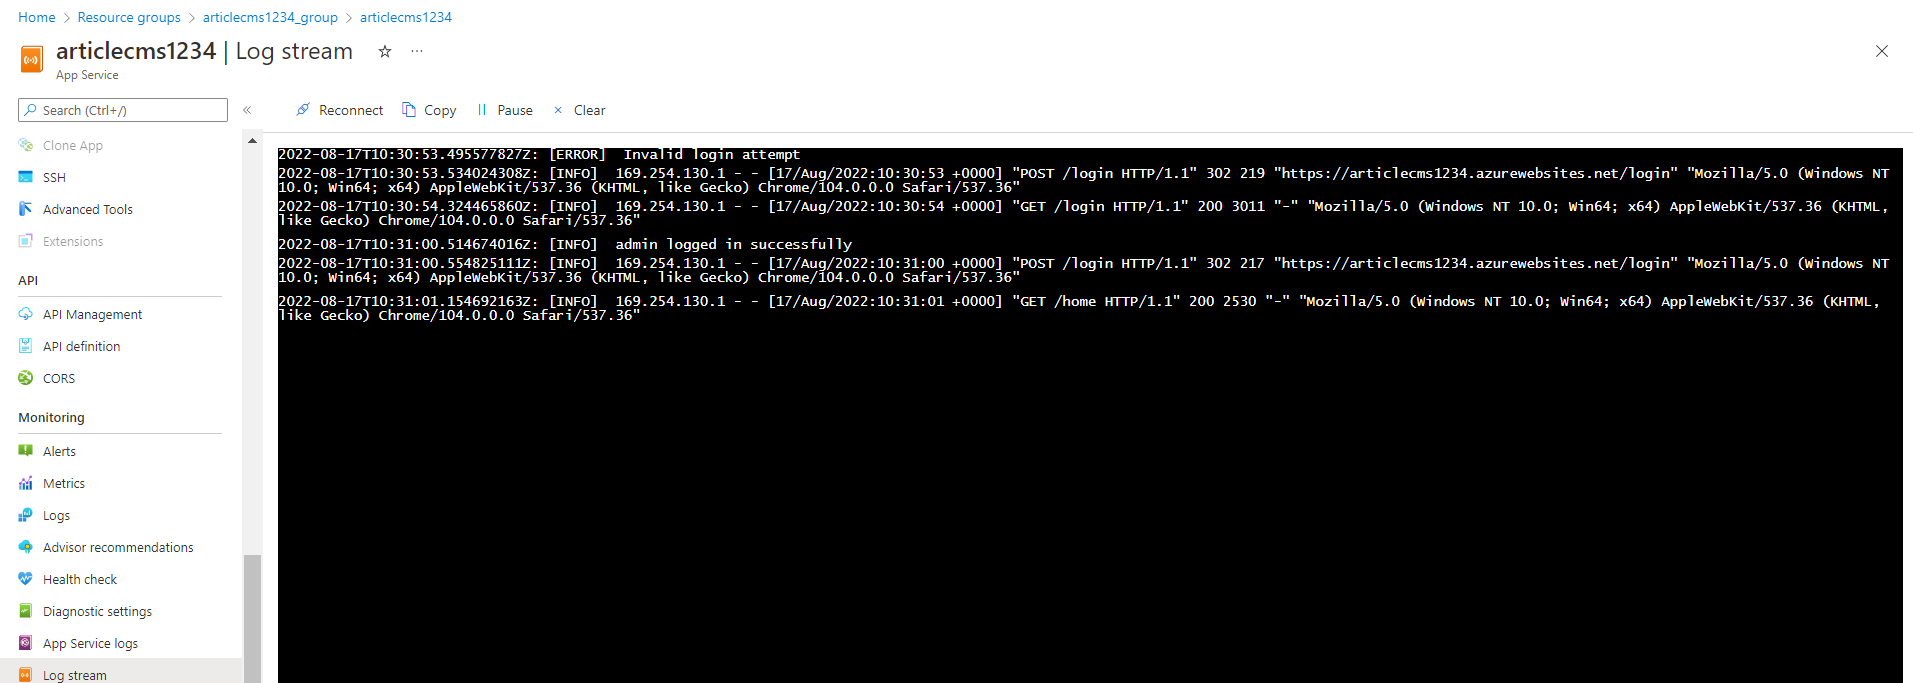 Home > Resource groups > articlecms1234_group > articlecms1234
articlecms1234 | Log stream ☆ ···
App Service
Search (Ctrl+/) «
Reconnect Copy Pause Clear
Clone App
SSH
Advanced Tools
Extensions
API
API Management
API definition
CORS
Monitoring
Alerts
Metrics
Logs
Advisor recommendations
Health check
Diagnostic settings
App Service logs
Log stream
2022-08-17T10:30:53.495577827Z: [ERROR]  Invalid login attempt
2022-08-17T10:30:53.534024308Z: [INFO]  169.254.130.1 - - [17/Aug/2022:10:30:53 +0000] "POST /login HTTP/1.1" 302 219 "https://articlecms1234.azurewebsites.net/login" "Mozilla/5.0 (Windows NT
10.0; Win64; x64) AppleWebKit/537.36 (KHTML, like Gecko) Chrome/104.0.0.0 Safari/537.36"
2022-08-17T10:30:54.324465860Z: [INFO]  169.254.130.1 - - [17/Aug/2022:10:30:54 +0000] "GET /login HTTP/1.1" 200 3011 "-" "Mozilla/5.0 (Windows NT 10.0; Win64; x64) AppleWebKit/537.36 (KHTML,
like Gecko) Chrome/104.0.0.0 Safari/537.36"
2022-08-17T10:31:00.514674016Z: [INFO]  admin logged in successfully
2022-08-17T10:31:00.554825111Z: [INFO]  169.254.130.1 - - [17/Aug/2022:10:31:00 +0000] "POST /login HTTP/1.1" 302 217 "https://articlecms1234.azurewebsites.net/login" "Mozilla/5.0 (Windows NT
10.0; Win64; x64) AppleWebKit/537.36 (KHTML, like Gecko) Chrome/104.0.0.0 Safari/537.36"
2022-08-17T10:31:01.154692163Z: [INFO]  169.254.130.1 - - [17/Aug/2022:10:31:01 +0000] "GET /home HTTP/1.1" 200 2530 "-" "Mozilla/5.0 (Windows NT 10.0; Win64; x64) AppleWebKit/537.36 (KHTML,
like Gecko) Chrome/104.0.0.0 Safari/537.36"